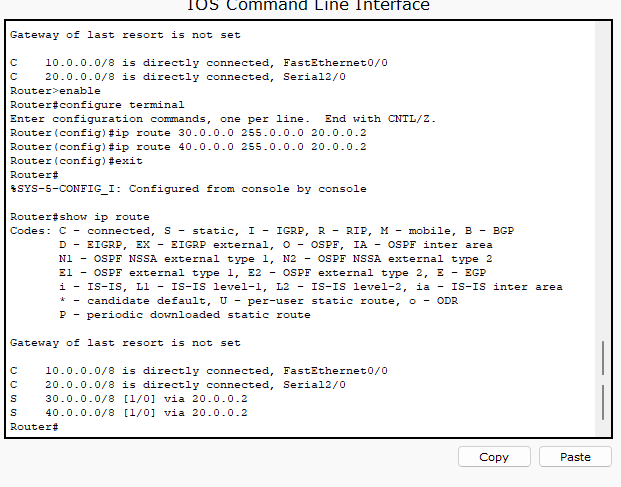 IOS Command Line Interface
Gateway of last resort is not set
C    10.0.0.0/8 is directly connected, FastEthernet0/0
C    20.0.0.0/8 is directly connected, Serial2/0
Router>enable
Router#configure terminal
Enter configuration commands, one per line.  End with CNTL/Z.
Router(config)#ip route 30.0.0.0 255.0.0.0 20.0.0.2
Router(config)#ip route 40.0.0.0 255.0.0.0 20.0.0.2
Router(config)#exit
Router#
%SYS-5-CONFIG_I: Configured from console by console
Router#show ip route
Codes: C - connected, S - static, I - IGRP, R - RIP, M - mobile, B - BGP
       D - EIGRP, EX - EIGRP external, O - OSPF, IA - OSPF inter area
       N1 - OSPF NSSA external type 1, N2 - OSPF NSSA external type 2
       E1 - OSPF external type 1, E2 - OSPF external type 2, E - EGP
       i - IS-IS, L1 - IS-IS level-1, L2 - IS-IS level-2, ia - IS-IS inter area
       * - candidate default, U - per-user static route, o - ODR
       P - periodic downloaded static route
Gateway of last resort is not set
C    10.0.0.0/8 is directly connected, FastEthernet0/0
C    20.0.0.0/8 is directly connected, Serial2/0
S    30.0.0.0/8 [1/0] via 20.0.0.2
S    40.0.0.0/8 [1/0] via 20.0.0.2
Router#
Copy Paste